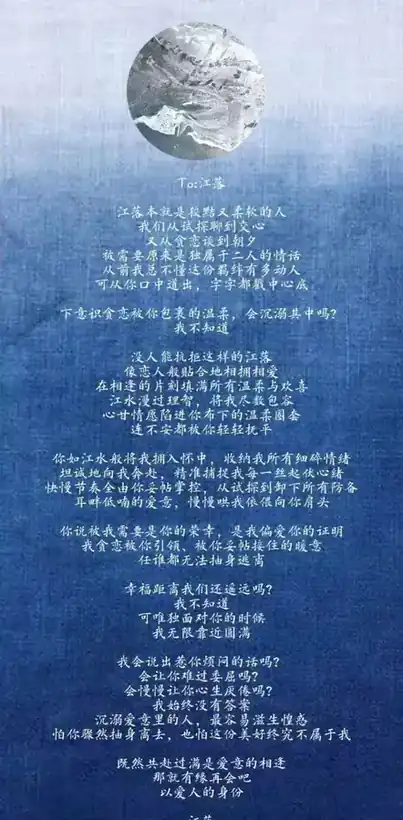 To:江落
江落本就是狡黠又柔软的人
我们从试探聊到交心
又从贪恋谈到朝夕
被需要原来是独属于二人的情话
从前我总不懂这份羁绊有多动人
可从你口中道出，字字都戳中心底
下意识贪恋被你包裹的温柔，会沉溺其中吗？
我不知道
没人能抗拒这样的江落
像恋人般贴合地相拥相爱
在相逢的片刻填满所有温柔与欢喜
江水漫过理智，将我尽数包容
心甘情愿陷进你布下的温柔圈套
连不安都被你轻轻抚平
你如江水般将我拥入怀中，收纳我所有细碎情绪
坦诚地向我奔赴，精准捕捉我每一丝起伏心绪
快慢节奏全由你妥帖掌控，从试探到卸下所有防备
耳畔低喃的爱意，慢慢哄我依偎向你肩头
你说被我需要是你的荣幸，是我偏爱你的证明
我贪恋被你引领、被你妥帖接住的暖意
任谁都无法抽身逃离
幸福距离我们还遥远吗？
我不知道
可唯独面对你的时候
我无限靠近圆满
我会说出惹你烦闷的话吗？
会让你难过委屈吗？
会慢慢让你心生厌倦吗？
我始终没有答案
沉溺爱意里的人，最容易滋生惶惑
怕你骤然抽身离去，也怕这份美好终究不属于我
既然共赴过满是爱意的相逢
那就有缘再会吧
以爱人的身份